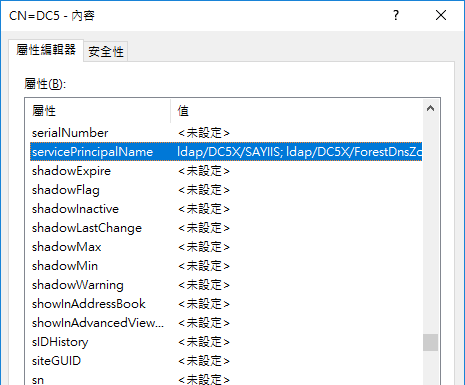 CN=DC5 - 內容
屬性編輯器 安全性
屬性(B):
屬性 值
serialNumber <未設定>
servicePrincipalName ldap/DC5X/SAYIIS; ldap/DC5X/ForestDnsZc
shadowExpire <未設定>
shadowFlag <未設定>
shadowInactive <未設定>
shadowLastChange <未設定>
shadowMax <未設定>
shadowMin <未設定>
shadowWarning <未設定>
showInAddressBook <未設定>
showInAdvancedView... <未設定>
sIDHistory <未設定>
siteGUID <未設定>
sn <未設定>